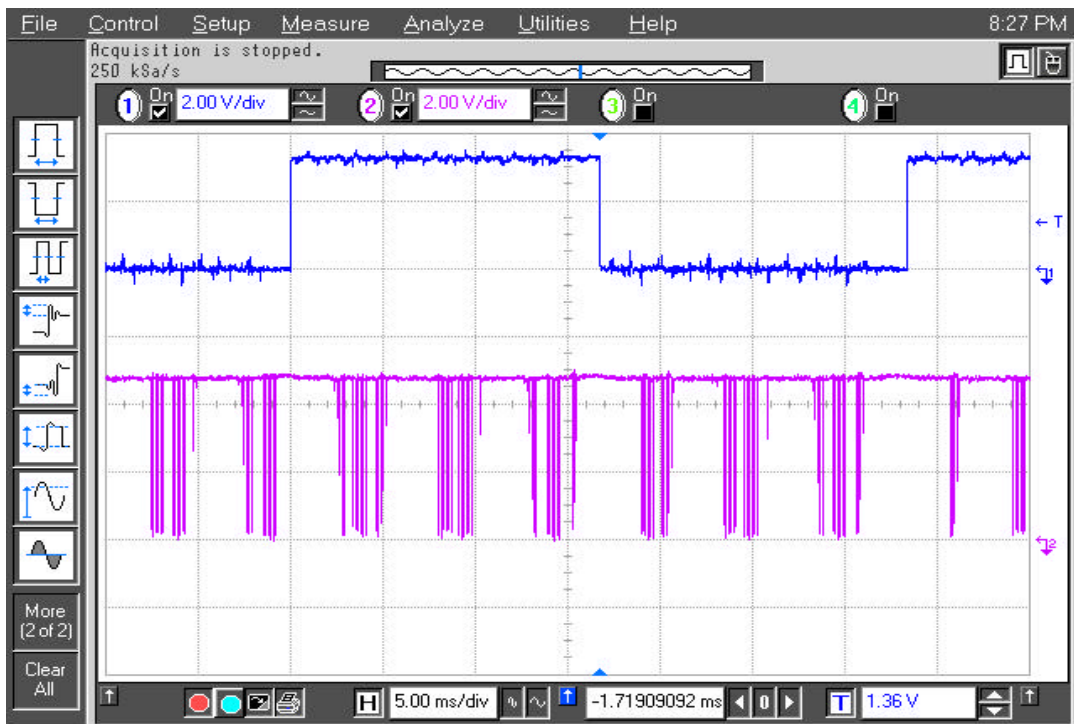 File Control Setup Measure Analyze Utilities Help 8:27 PM
Acquisition is stopped.
250 kSa/s
1 On 2.00 V/div 2 On 2.00 V/div 3 On 4 On
T
1
2
More
(2 of 2)
Clear
All
H 5.00 ms/div -1.71909092 ms 0 T 1.36 V